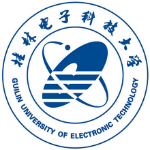 桂林电子科技大学
GUILIN UNIVERSITY OF ELECTRONIC TECHNOLOGY